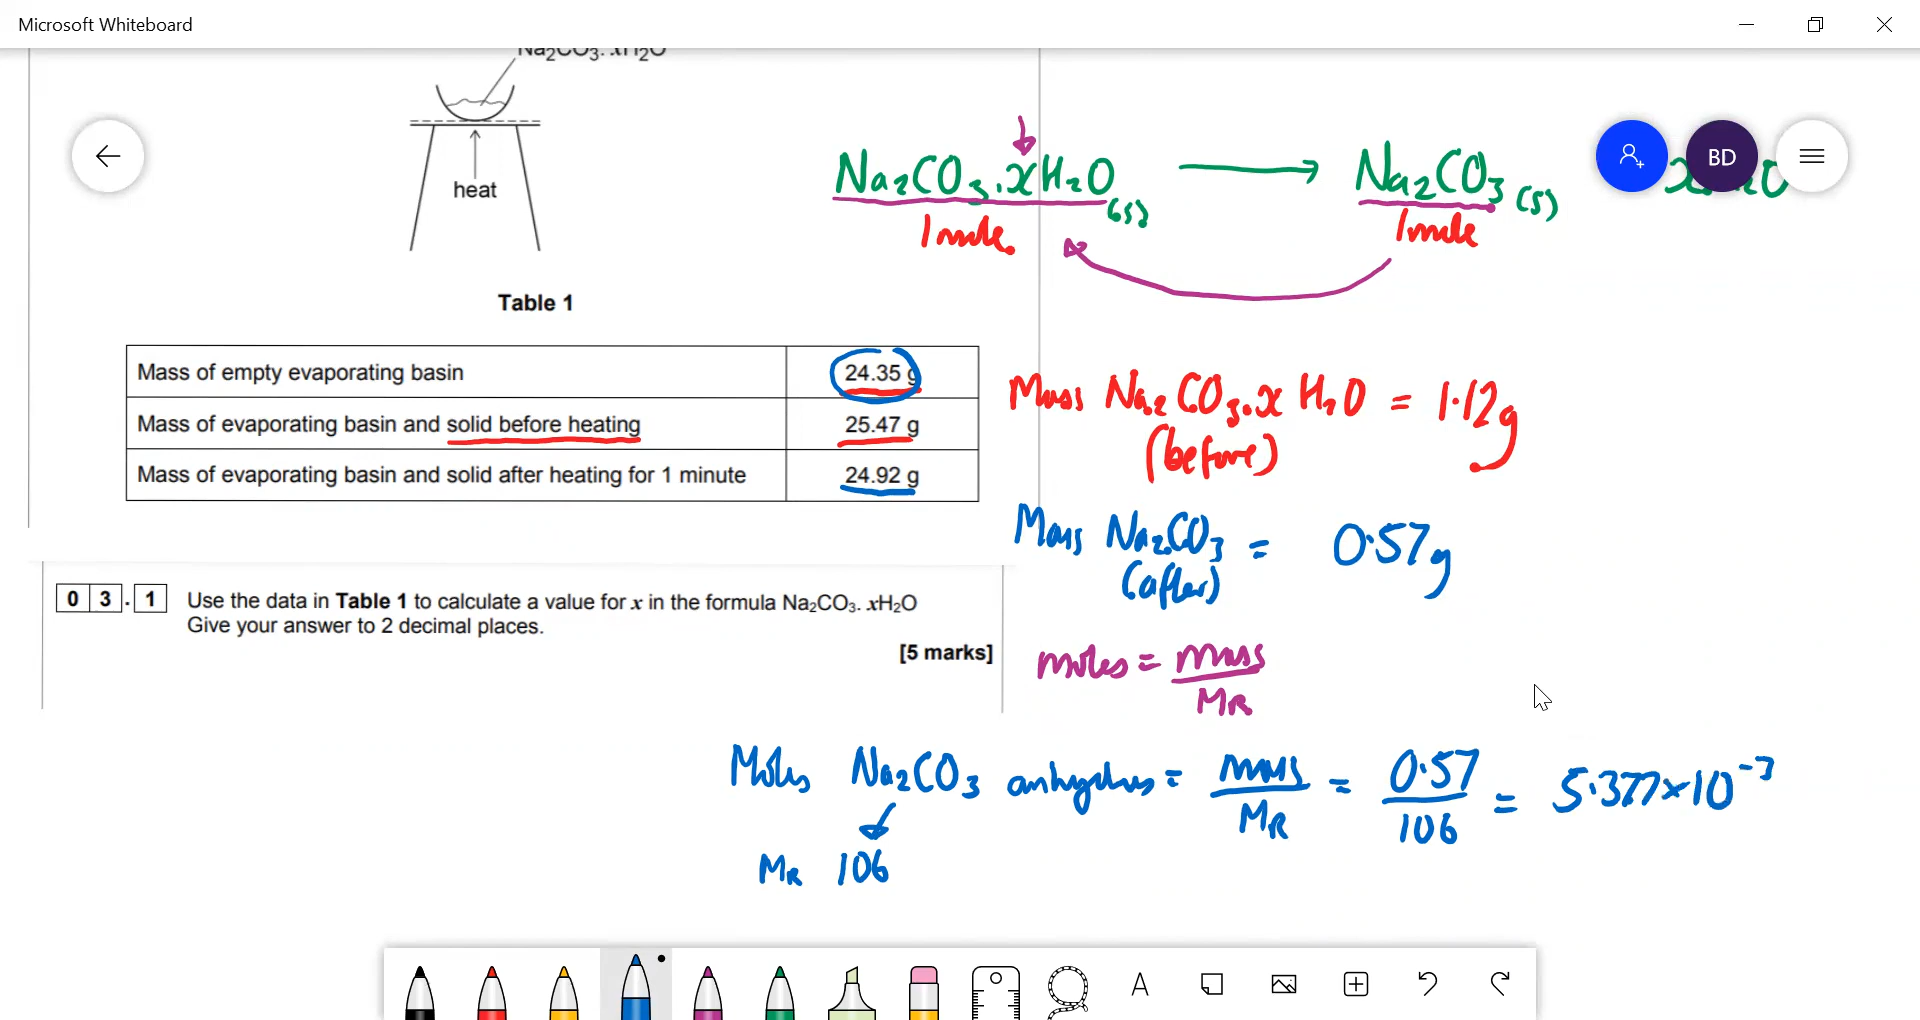 Microsoft Whiteboard
Na₂CO₃. xH₂O
heat
Table 1
Mass of empty evaporating basin 24.35 g
Mass of evaporating basin and solid before heating 25.47 g
Mass of evaporating basin and solid after heating for 1 minute 24.92 g
0 3 . 1 Use the data in Table 1 to calculate a value for x in the formula Na₂CO₃. xH₂O
Give your answer to 2 decimal places.
[5 marks]
Na₂CO₃.xH₂O (s) → Na₂CO₃ (s)
BD
1 mole. 1 mole
Mass Na₂CO₃.x H₂O = 1.12g
(before)
Mass Na₂CO₃ = 0.57g
(after)
moles = mass / MR
Moles Na₂CO₃ anhydrous = mass / MR = 0.57 / 106 = 5.377×10⁻³
MR 106
A